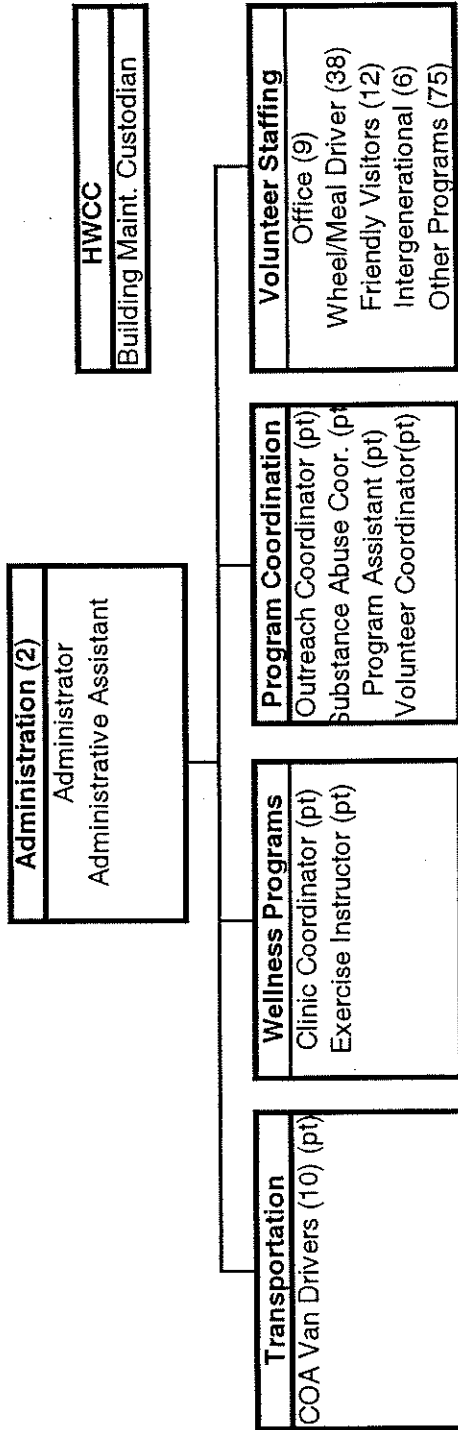 Administration (2)
Administrator
Administrative Assistant
HWCC
Building Maint. Custodian
Transportation
COA Van Drivers (10) (pt)
Wellness Programs
Clinic Coordinator (pt)
Exercise Instructor (pt)
Program Coordination
Outreach Coordinator (pt)
Substance Abuse Coor. (pt
Program Assistant (pt)
Volunteer Coordinator(pt)
Volunteer Staffing
Office (9)
Wheel/Meal Driver (38)
Friendly Visitors (12)
Intergenerational (6)
Other Programs (75)